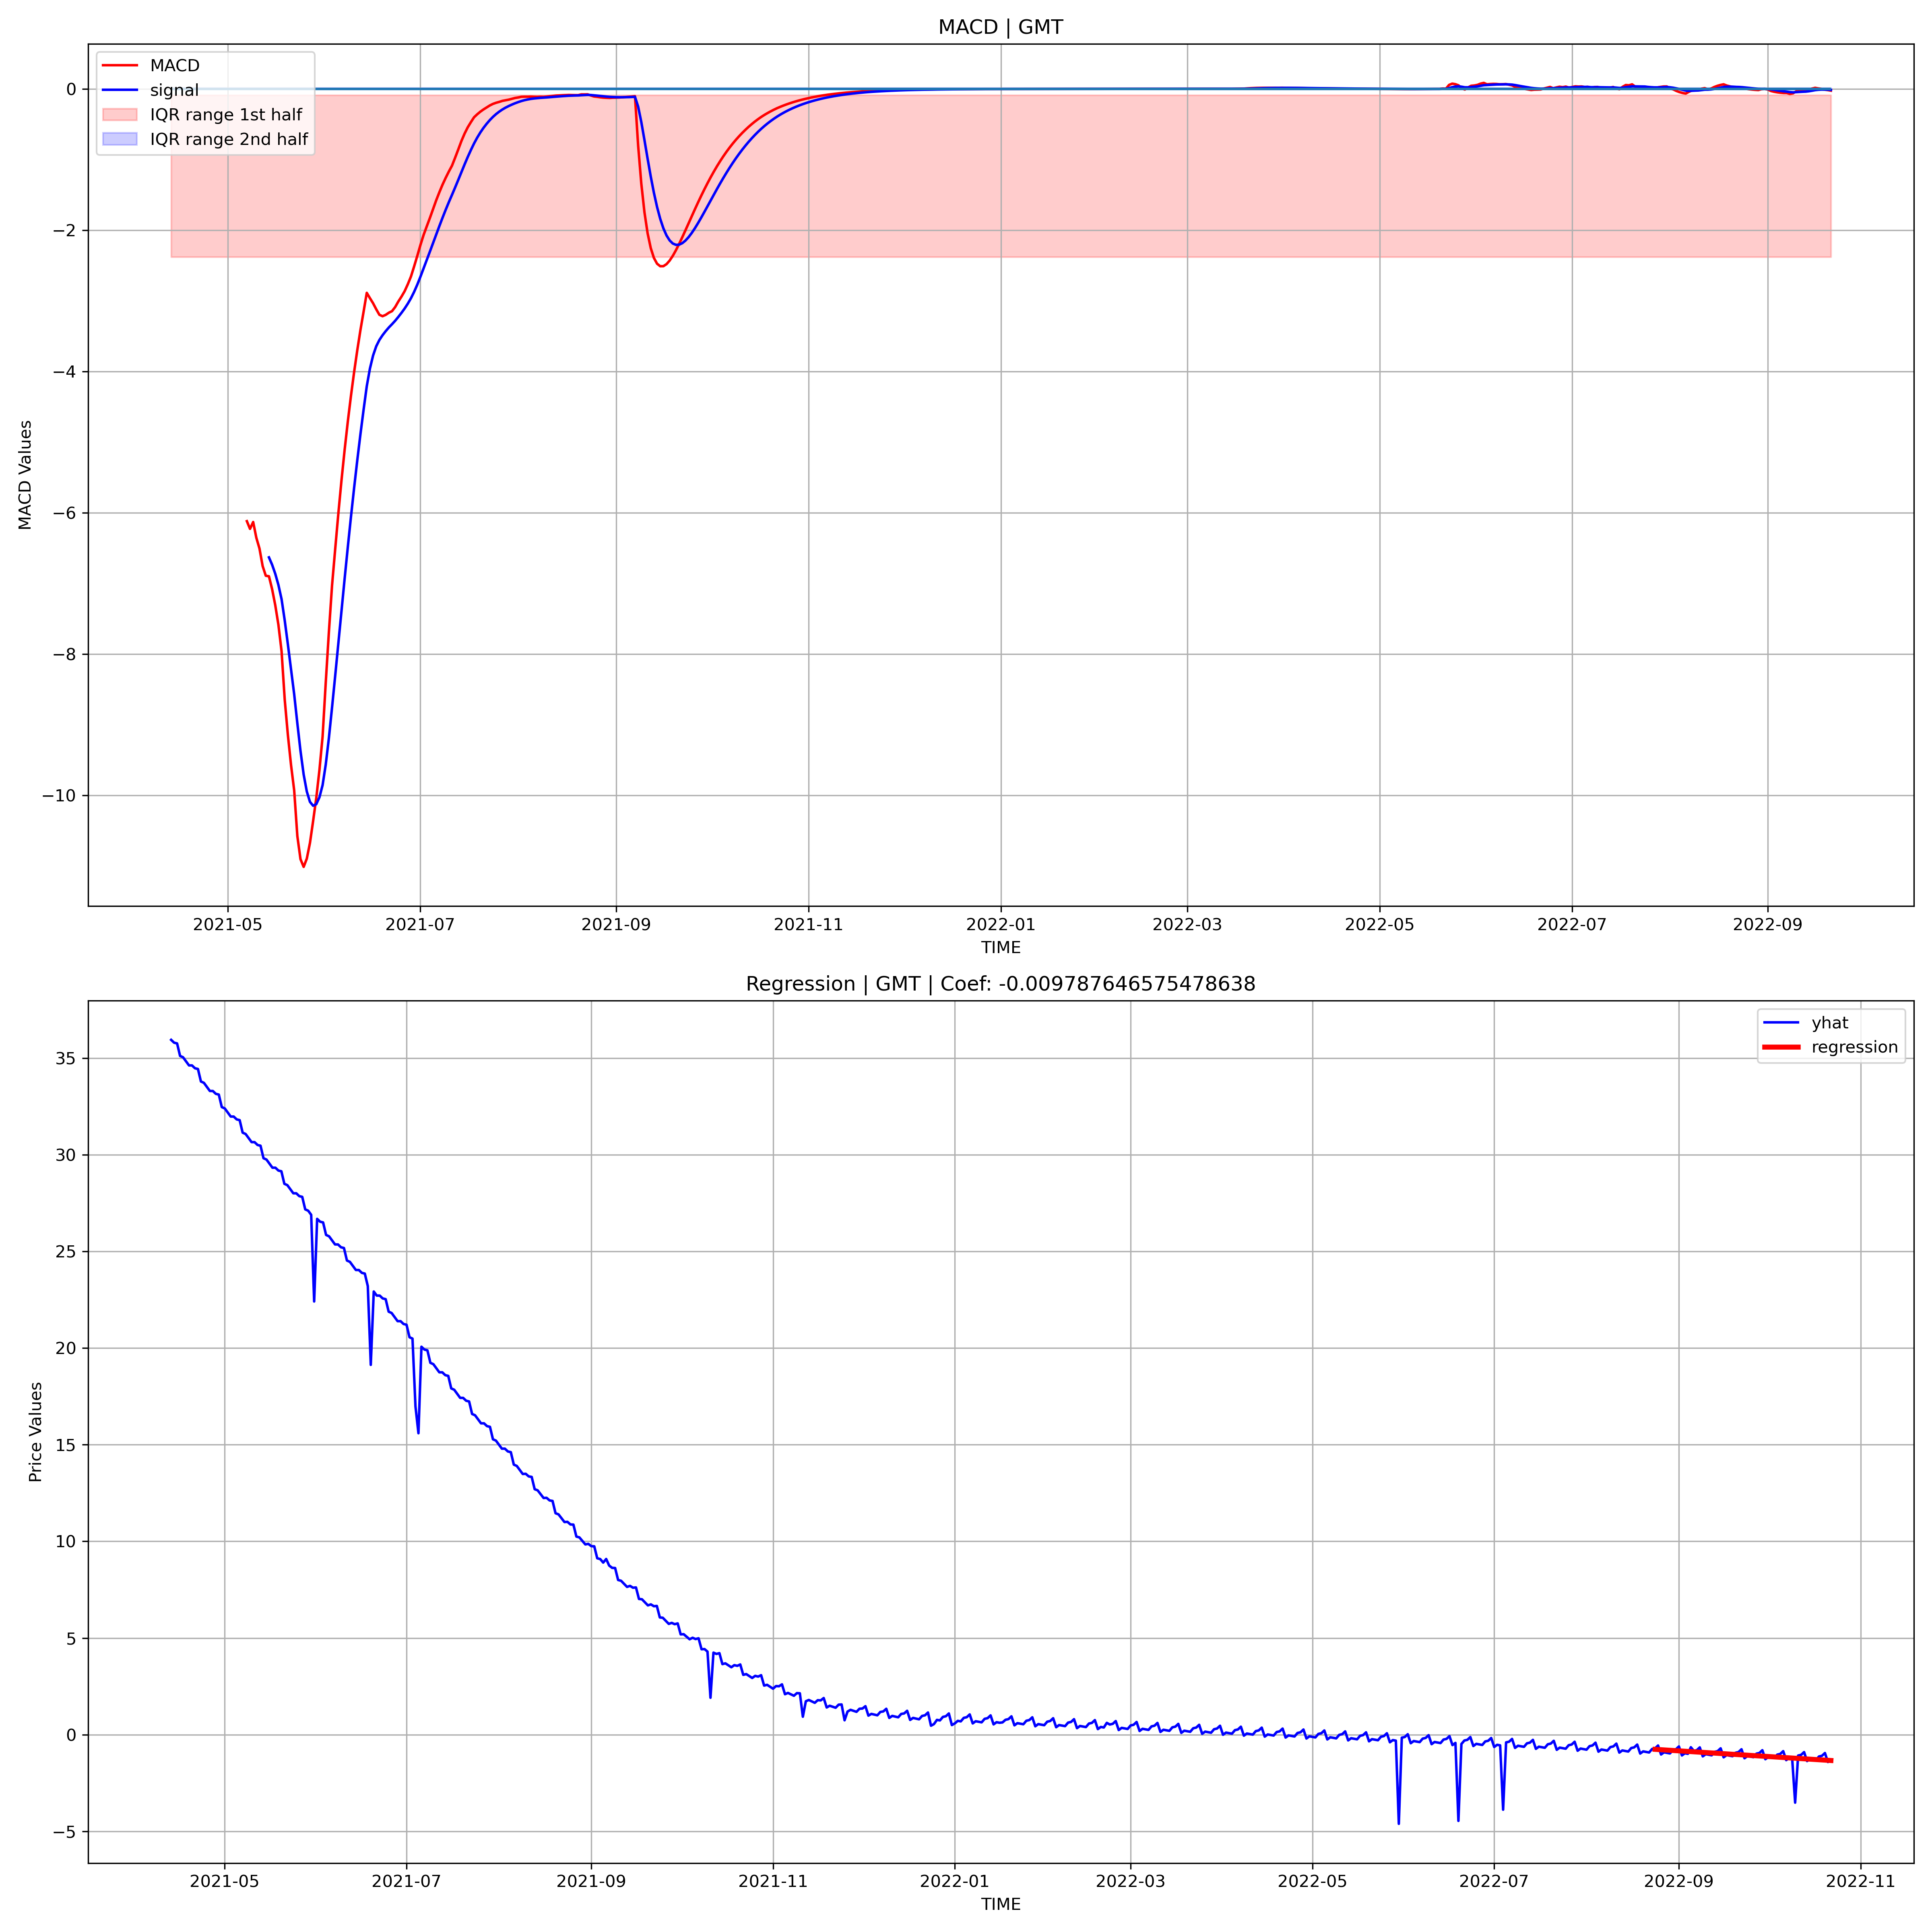 MACD | GMT
MACD
signal
IQR range 1st half
IQR range 2nd half
MACD Values
0
−2
−4
−6
−8
−10
2021-05 2021-07 2021-09 2021-11 2022-01 2022-03 2022-05 2022-07 2022-09
TIME
Regression | GMT | Coef: -0.009787646575478638
yhat
regression
Price Values
35
30
25
20
15
10
5
0
−5
2021-05 2021-07 2021-09 2021-11 2022-01 2022-03 2022-05 2022-07 2022-09 2022-11
TIME